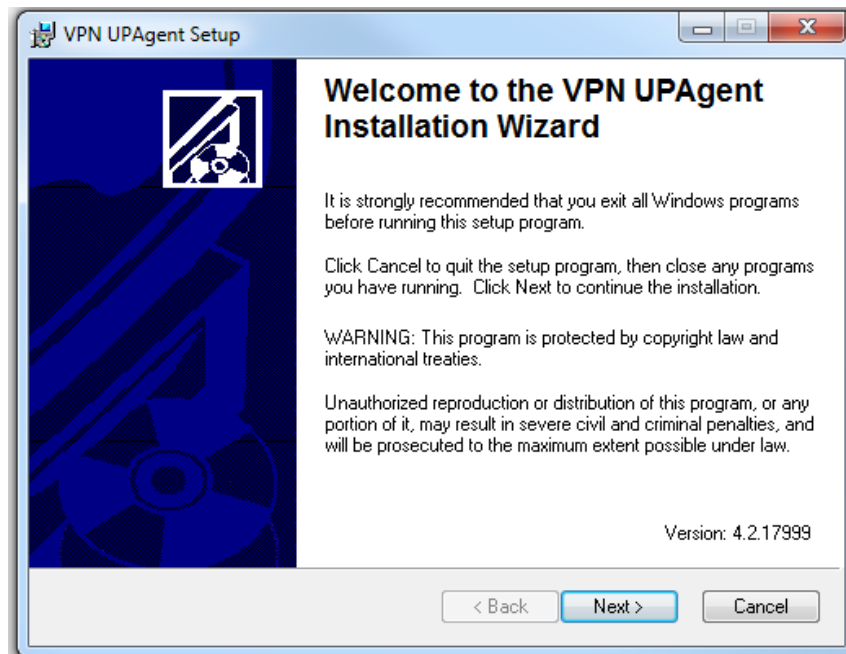 VPN UPAgent Setup
Welcome to the VPN UPAgent
Installation Wizard
It is strongly recommended that you exit all Windows programs
before running this setup program.
Click Cancel to quit the setup program, then close any programs
you have running.  Click Next to continue the installation.
WARNING: This program is protected by copyright law and
international treaties.
Unauthorized reproduction or distribution of this program, or any
portion of it, may result in severe civil and criminal penalties, and
will be prosecuted to the maximum extent possible under law.
Version: 4.2.17999
< Back Next > Cancel